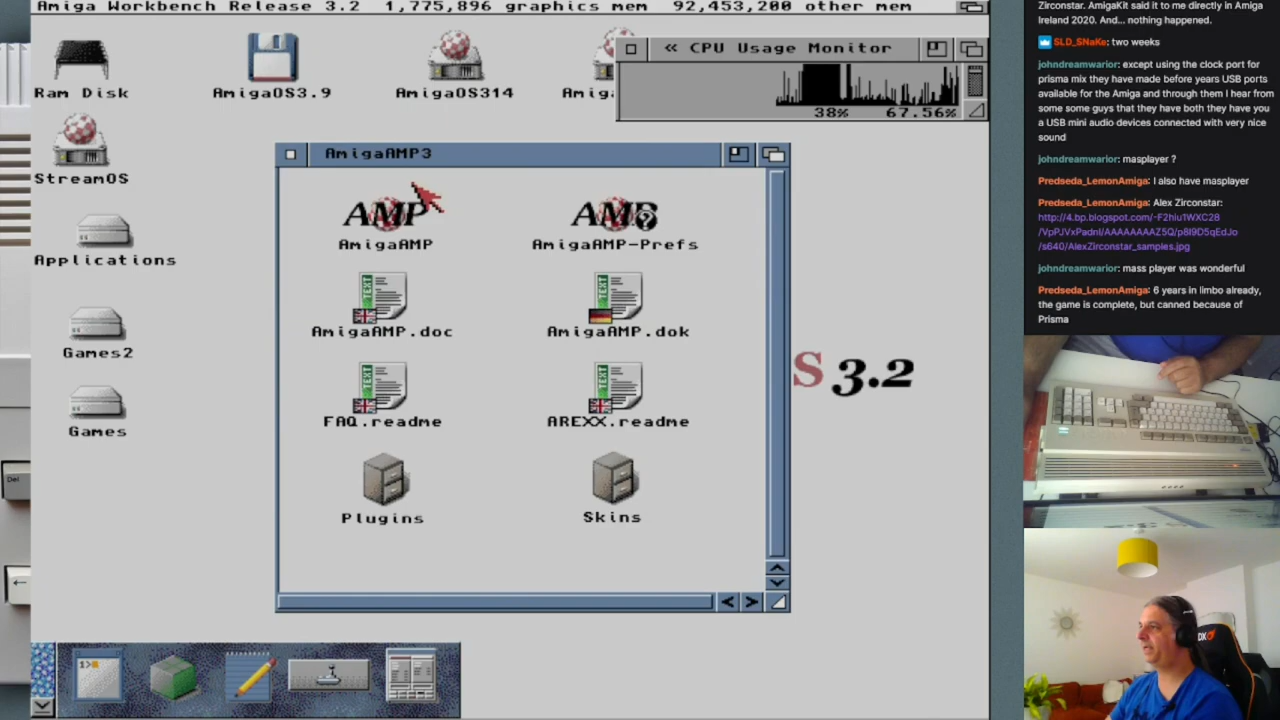 Amiga Workbench Release 3.2 1,775,896 graphics mem 92,453,200 other mem
Ram Disk
AmigaOS3.9
AmigaOS314
Amig
« CPU Usage Monitor
38% 67.56%
StreamOS
Applications
Games2
Games
AmigaAMP3
AMP
AmigaAMP
AMP
AmigaAMP-Prefs
TEXT
AmigaAMP.doc
TEXT
AmigaAMP.dok
TEXT
FAQ.readme
TEXT
AREXX.readme
Plugins
Skins
S 3.2
Del
1>
Zirconstar. AmigaKit said it to me directly in Amiga
Ireland 2020. And... nothing happened.
SLD_SNaKe: two weeks
johndreamwarior: except using the clock port for
prisma mix they have made before years USB ports
available for the Amiga and through them I hear from
some some guys that they have both they have you
a USB mini audio devices connected with very nice
sound
johndreamwarior: masplayer ?
Predseda_LemonAmiga: I also have masplayer
Predseda_LemonAmiga: Alex Zirconstar:
johndreamwarior: mass player was wonderful
Predseda_LemonAmiga: 6 years in limbo already,
the game is complete, but canned because of
Prisma